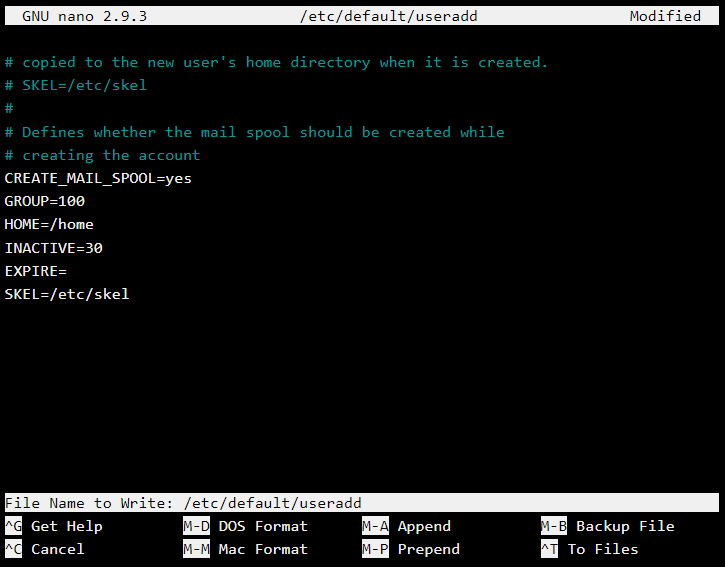 GNU nano 2.9.3 /etc/default/useradd Modified
# copied to the new user's home directory when it is created.
# SKEL=/etc/skel
#
# Defines whether the mail spool should be created while
# creating the account
CREATE_MAIL_SPOOL=yes
GROUP=100
HOME=/home
INACTIVE=30
EXPIRE=
SKEL=/etc/skel
File Name to Write: /etc/default/useradd
^G Get Help M-D DOS Format M-A Append M-B Backup File
^C Cancel M-M Mac Format M-P Prepend ^T To Files